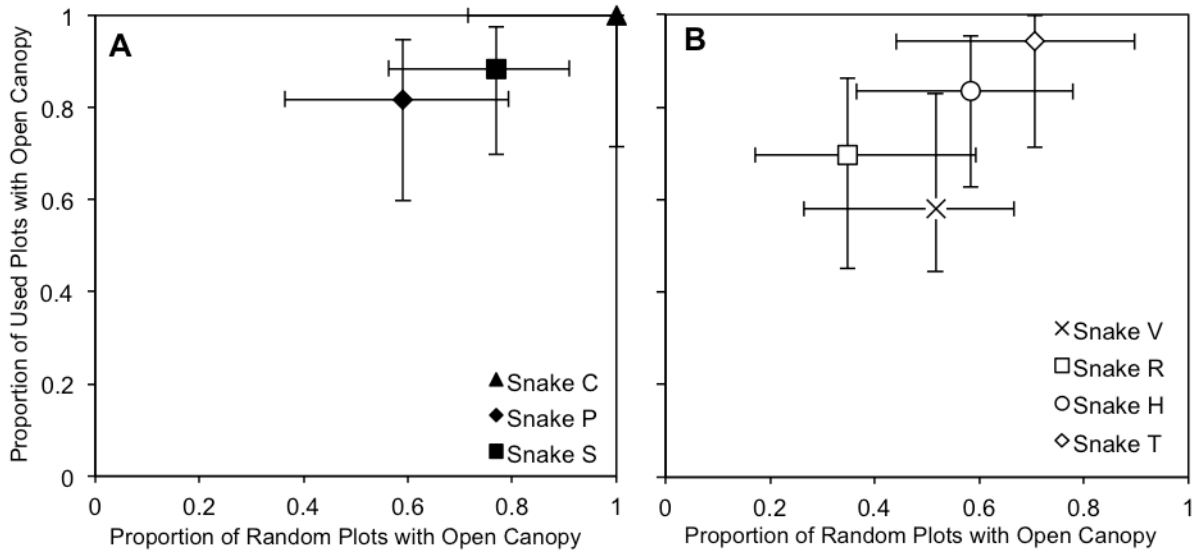 A
B
Proportion of Used Plots with Open Canopy
1
0.8
0.6
0.4
0.2
0
Snake C
Snake P
Snake S
Snake V
Snake R
Snake H
Snake T
0 0.2 0.4 0.6 0.8 1
0 0.2 0.4 0.6 0.8 1
Proportion of Random Plots with Open Canopy
Proportion of Random Plots with Open Canopy